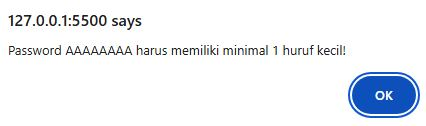 127.0.0.1:5500 says
Password AAAAAAAA harus memiliki minimal 1 huruf kecil!
OK